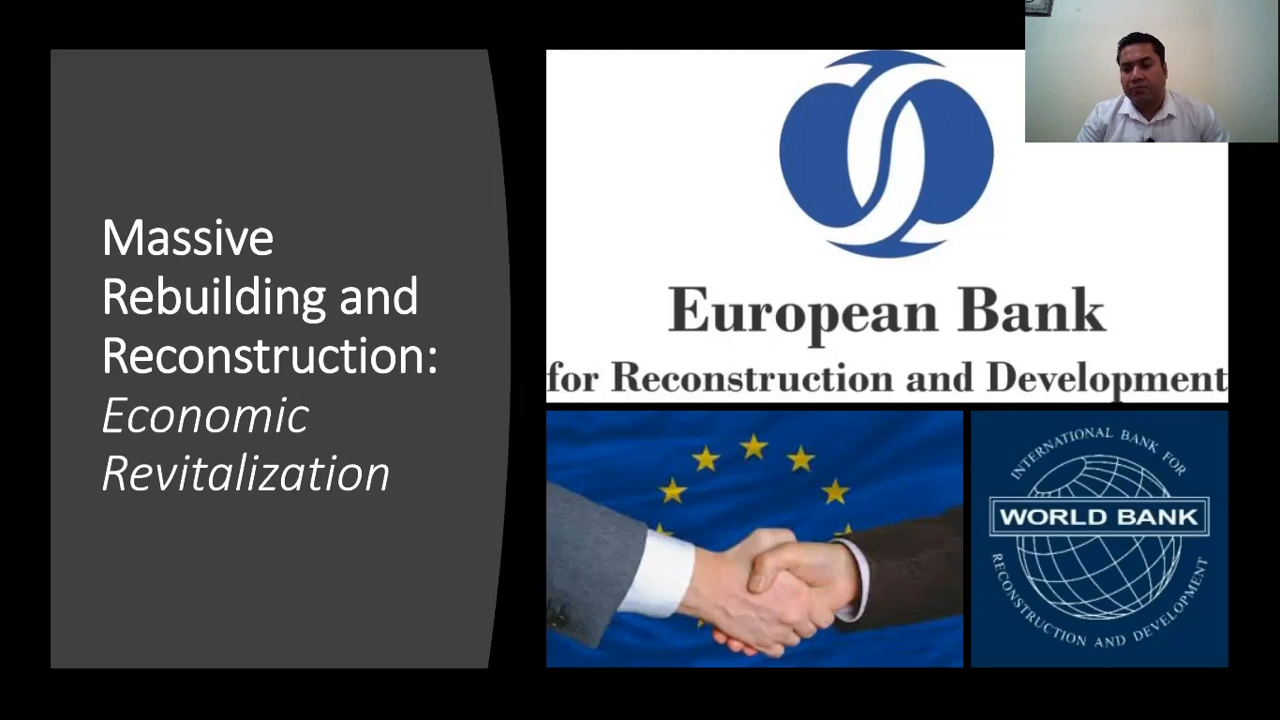 Massive
Rebuilding and
Reconstruction:
Economic
Revitalization
European Bank
for Reconstruction and Development
INTERNATIONAL BANK FOR
WORLD BANK
RECONSTRUCTION AND DEVELOPMENT